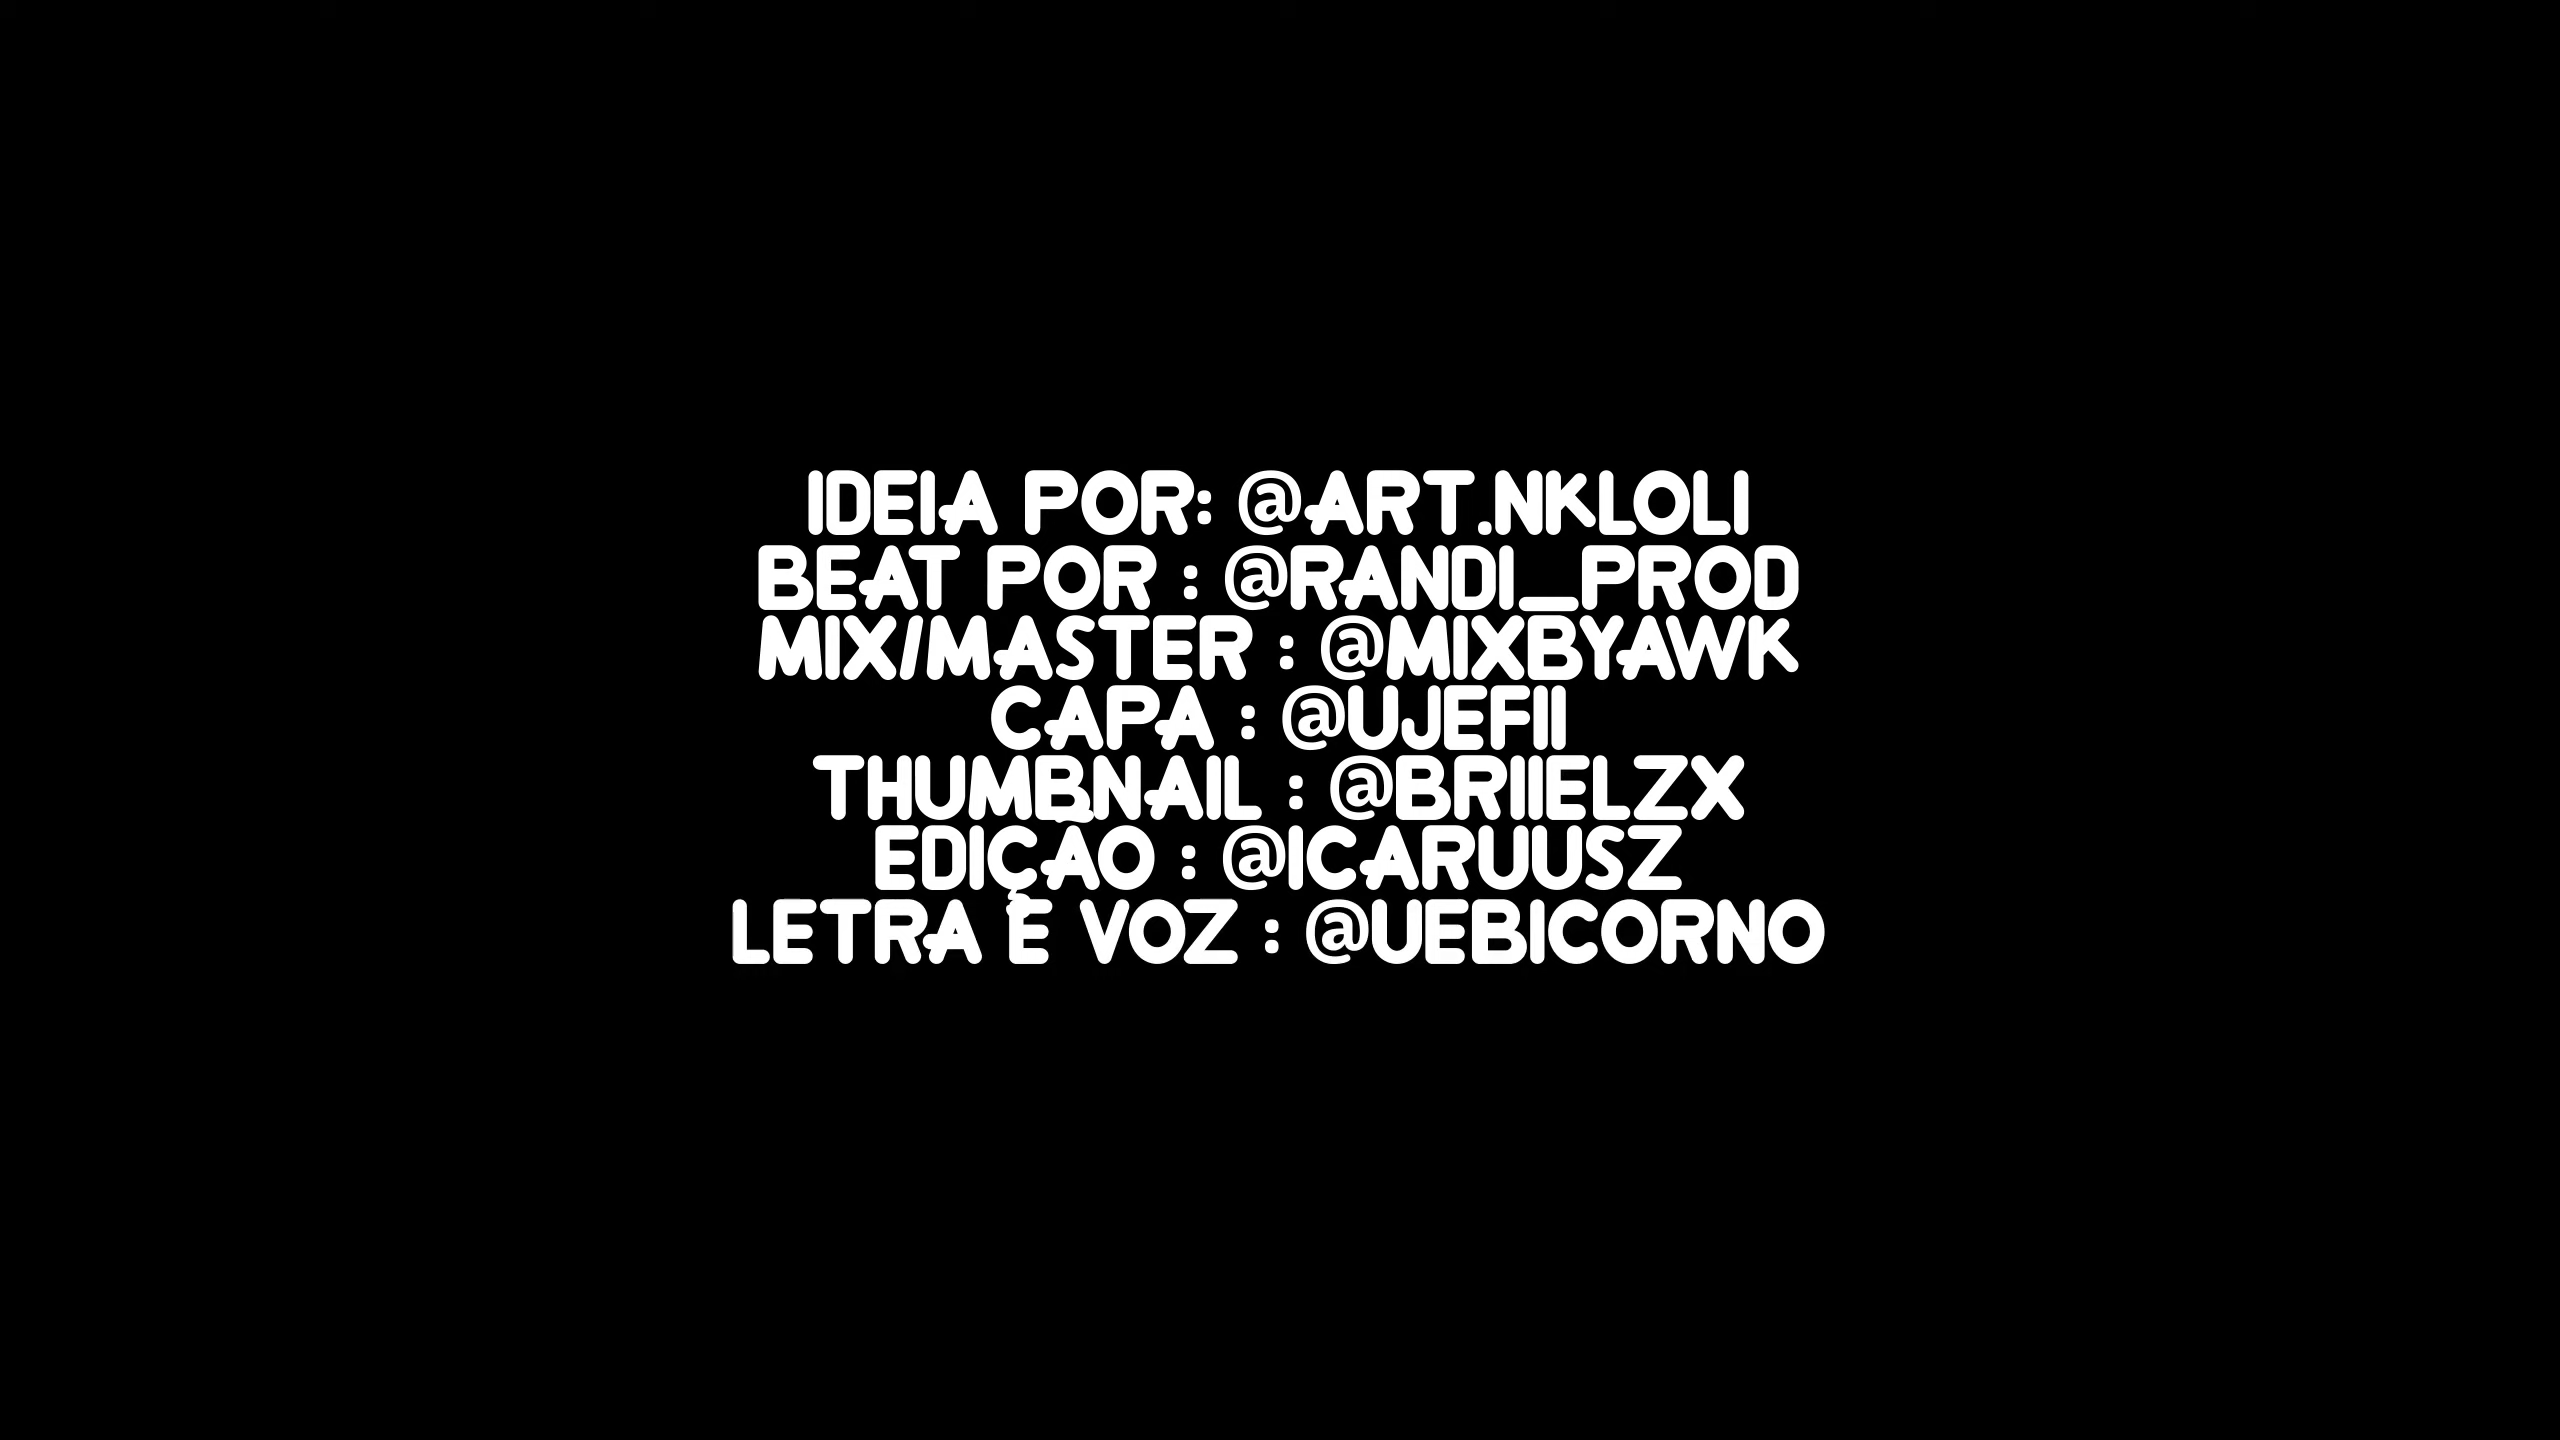 IDEIA POR: @ART.NKLOLI
BEAT POR : @RANDI_PROD
MIX/MASTER : @MIXBYAWK
CAPA : @UJEFII
THUMBNAIL : @BRIIELZX
EDIÇÃO : @ICARUUSZ
LETRA E VOZ : @UEBICORNO